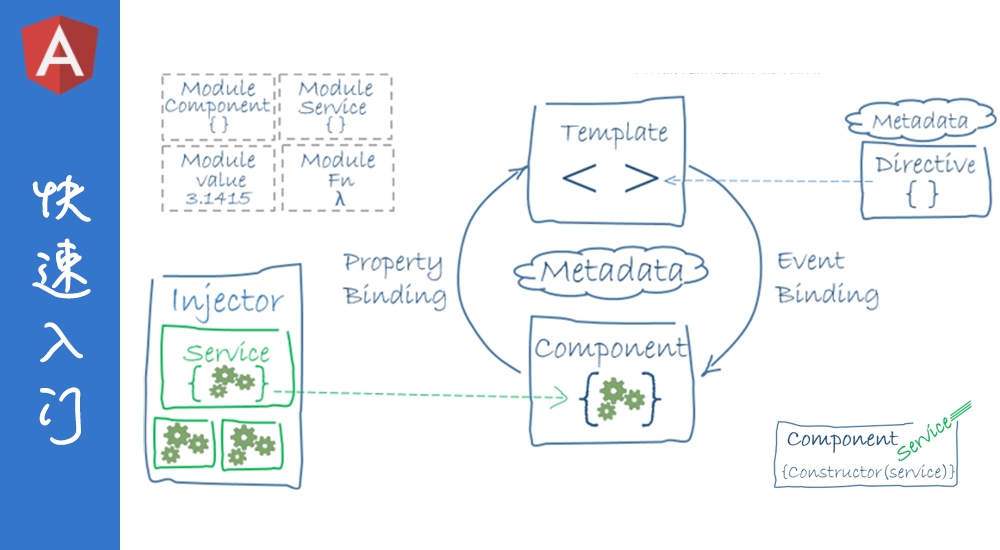 A
快
速
入
门
Module
Component
{ }
Module
Service
{ }
Module
value
3.1415
Module
Fn
λ
Template
< >
Metadata
Directive
{ }
Property
Binding
Metadata
Event
Binding
Injector
Service
{ }
Component
{ }
Component
Service
{Constructor(service)}